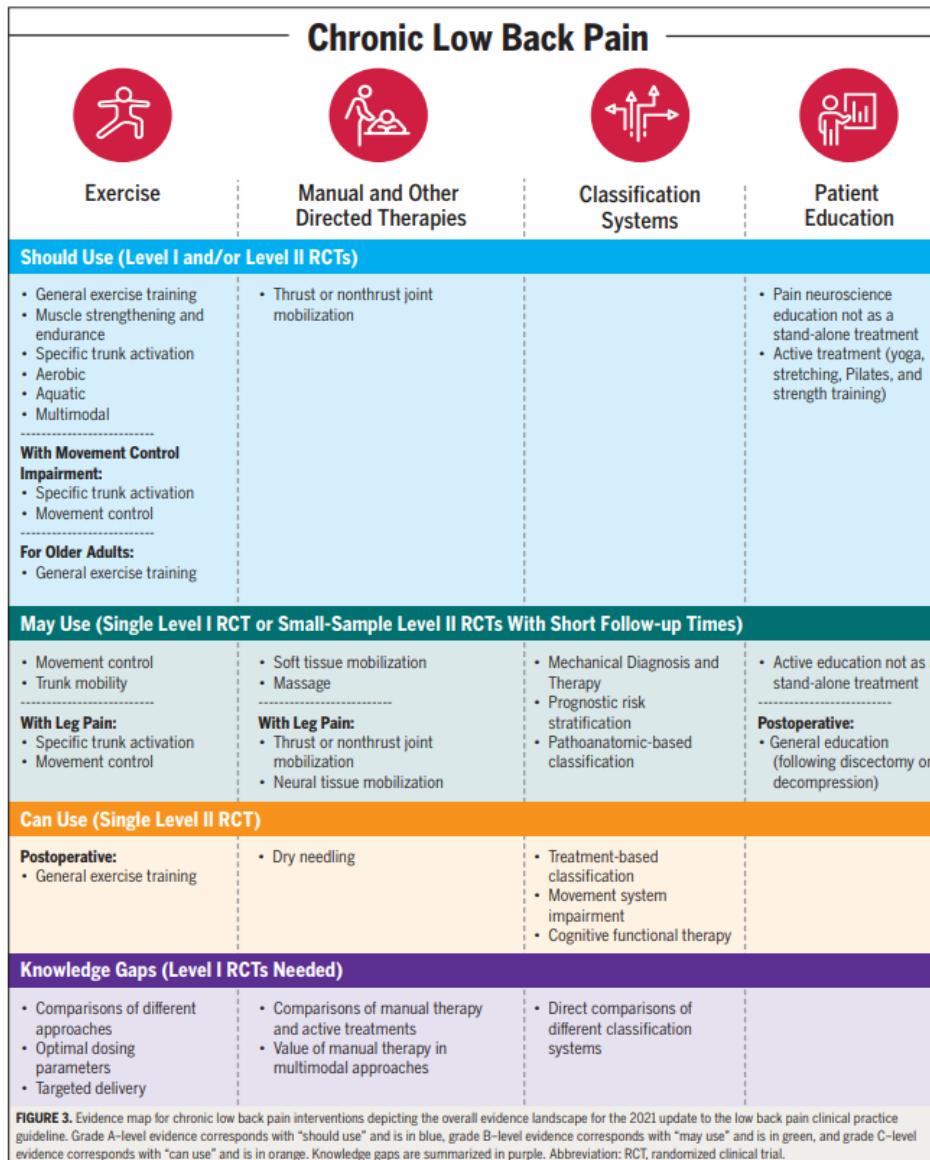 Chronic Low Back Pain
Exercise
Manual and Other
Directed Therapies
Classification
Systems
Patient
Education
Should Use (Level I and/or Level II RCTs)
• General exercise training
• Muscle strengthening and
endurance
• Specific trunk activation
• Aerobic
• Aquatic
• Multimodal
With Movement Control
Impairment:
• Specific trunk activation
• Movement control
For Older Adults:
• General exercise training
• Thrust or nonthrust joint
mobilization
• Pain neuroscience
education not as a
stand-alone treatment
• Active treatment (yoga,
stretching, Pilates, and
strength training)
May Use (Single Level I RCT or Small-Sample Level II RCTs With Short Follow-up Times)
• Movement control
• Trunk mobility
With Leg Pain:
• Specific trunk activation
• Movement control
• Soft tissue mobilization
• Massage
With Leg Pain:
• Thrust or nonthrust joint
mobilization
• Neural tissue mobilization
• Mechanical Diagnosis and
Therapy
• Prognostic risk
stratification
• Pathoanatomic-based
classification
• Active education not as
stand-alone treatment
Postoperative:
• General education
(following discectomy or
decompression)
Can Use (Single Level II RCT)
Postoperative:
• General exercise training
• Dry needling
• Treatment-based
classification
• Movement system
impairment
• Cognitive functional therapy
Knowledge Gaps (Level I RCTs Needed)
• Comparisons of different
approaches
• Optimal dosing
parameters
• Targeted delivery
• Comparisons of manual therapy
and active treatments
• Value of manual therapy in
multimodal approaches
• Direct comparisons of
different classification
systems
FIGURE 3. Evidence map for chronic low back pain interventions depicting the overall evidence landscape for the 2021 update to the low back pain clinical practice
guideline. Grade A–level evidence corresponds with “should use” and is in blue, grade B–level evidence corresponds with “may use” and is in green, and grade C–level
evidence corresponds with “can use” and is in orange. Knowledge gaps are summarized in purple. Abbreviation: RCT, randomized clinical trial.